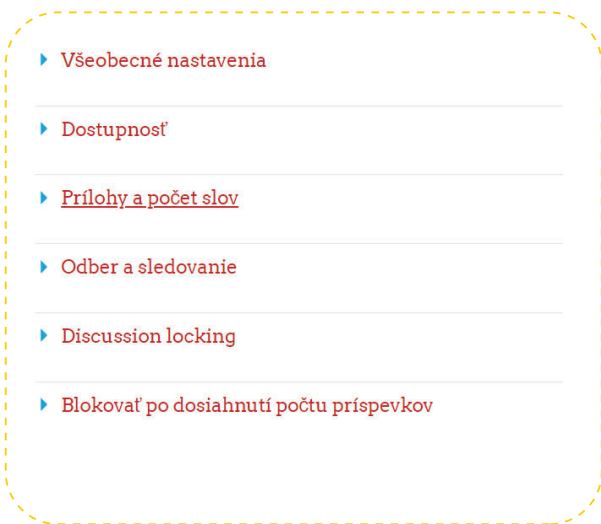 Všeobecné nastavenia
Dostupnosť
Prílohy a počet slov
Odber a sledovanie
Discussion locking
Blokovať po dosiahnutí počtu príspevkov